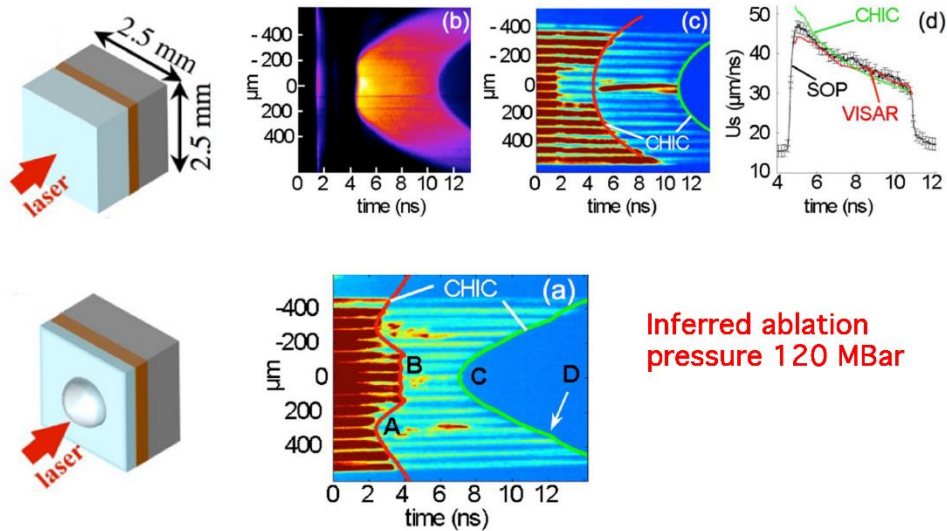 2.5 mm
2.5 mm
laser
(b)
μm
- 400
-200
0
200
400
0 2 4 6 8 10 12
time (ns)
(c)
- 400
-200
0
200
400
CHIC
0 2 4 6 8 10 12
time (ns)
(d)
CHIC
SOP
VISAR
Us (μm/ns)
50
40
30
20
10
4 6 8 10 12
time (ns)
laser
(a)
CHIC
μm
-400
-200
0
200
400
A
B
C
D
0 2 4 6 8 10 12
time (ns)
Inferred ablation
pressure 120 MBar